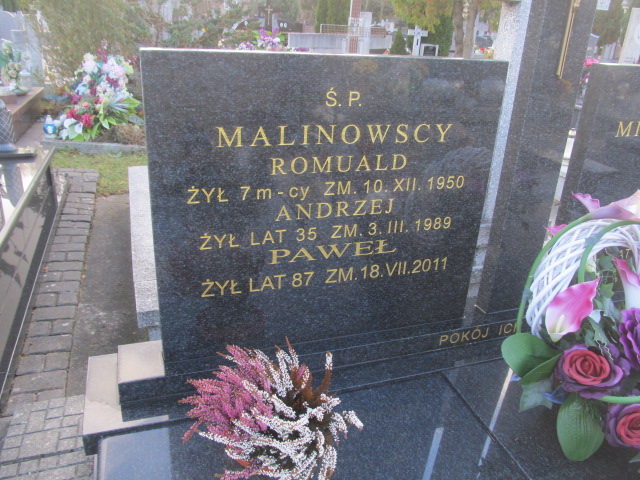 Ś. P.
MALINOWSCY
ROMUALD
ŻYŁ 7 m-cy ZM. 10. XII. 1950
ANDRZEJ
ŻYŁ LAT 35 ZM. 3. III. 1989
PAWEŁ
ŻYŁ LAT 87 ZM. 18. VII. 2011
POKÓJ
MI